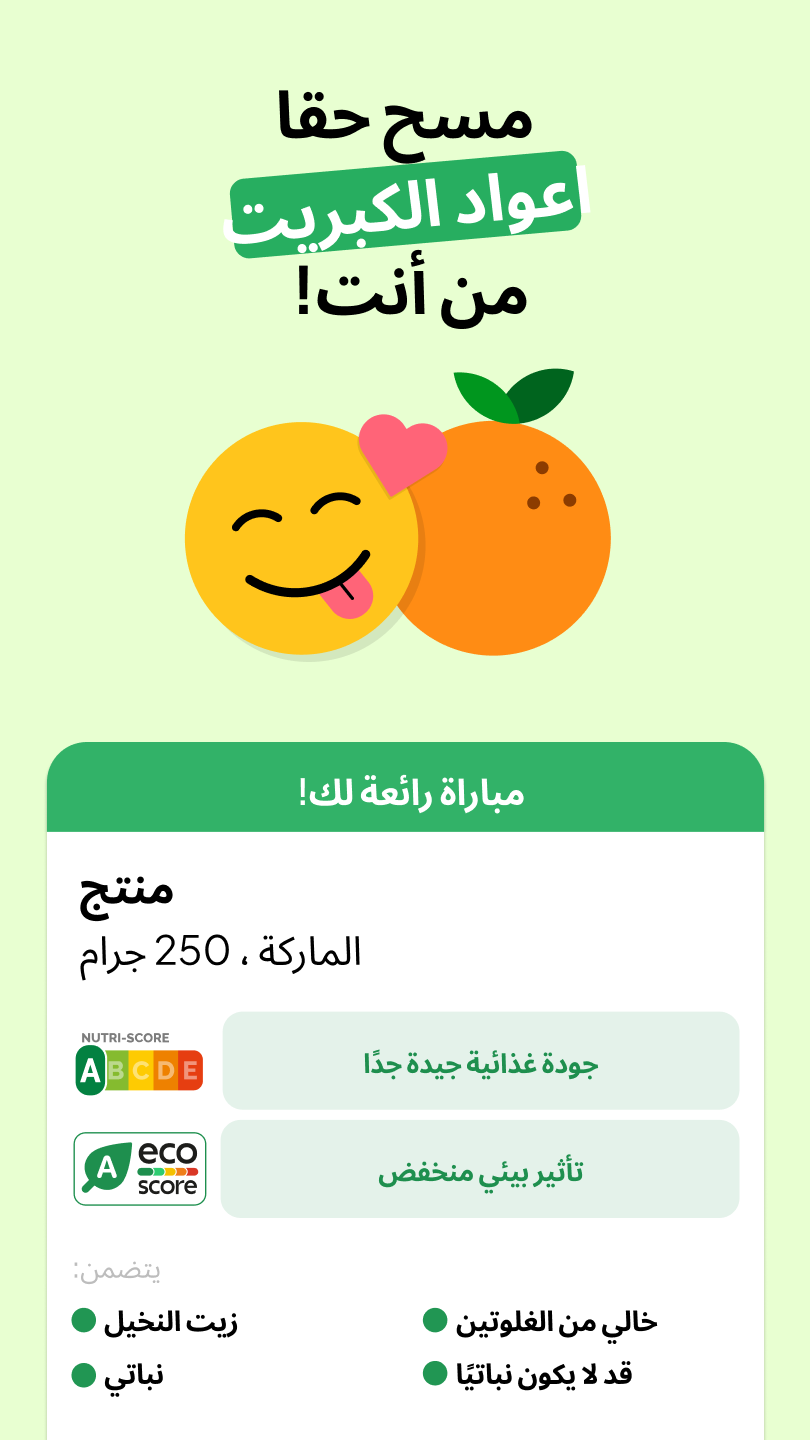 مسح حقا
اعواد الكبريت
من أنت!
مباراة رائعة لك!
منتج
الماركة ، 250 جرام
NUTRI-SCORE
A B C D E
جودة غذائية جيدة جدًا
A eco score
تأثير بيئي منخفض
يتضمن:
زيت النخيل
خالي من الغلوتين
نباتي
قد لا يكون نباتيًا